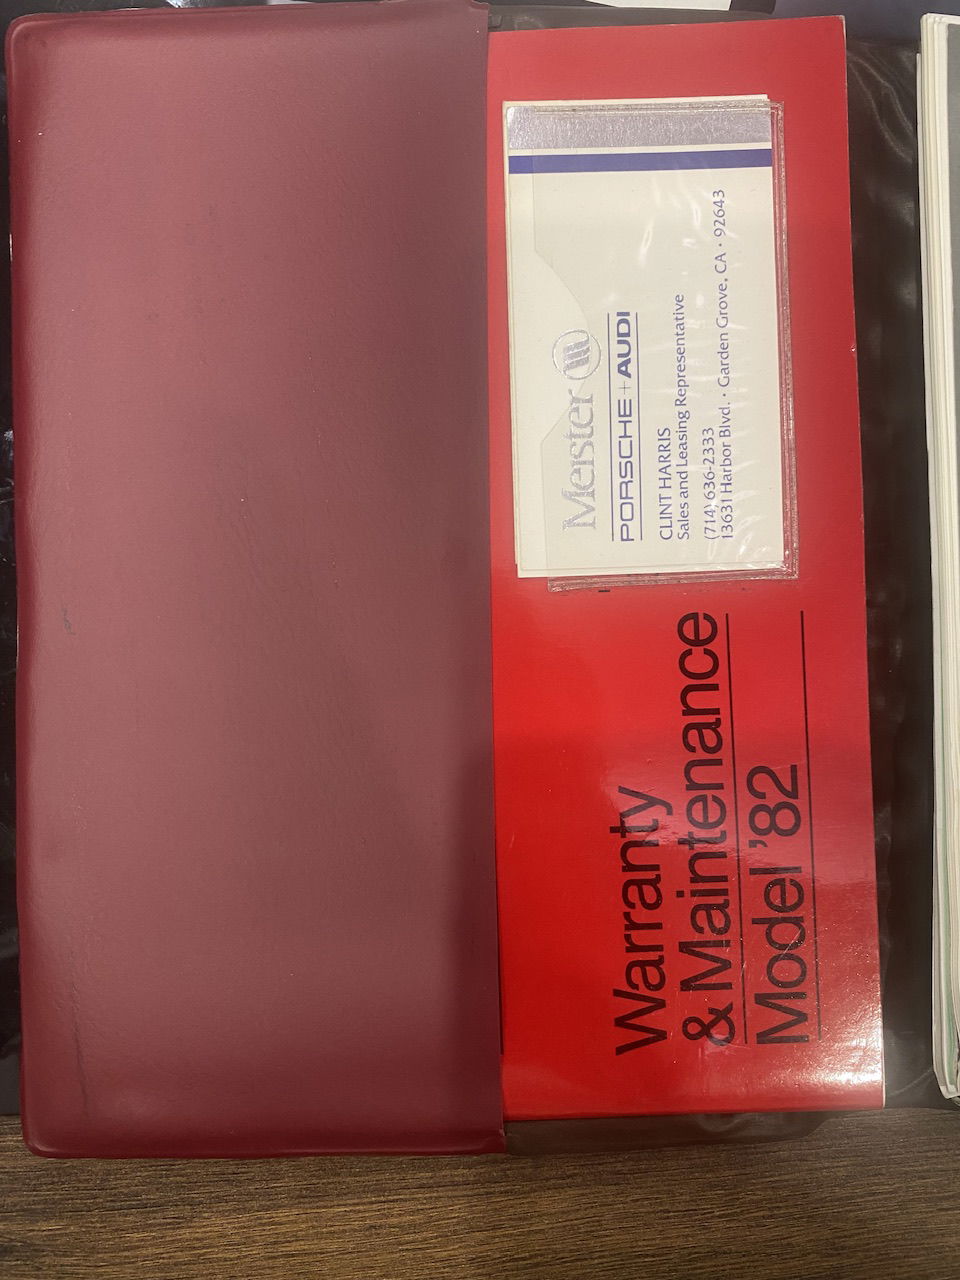 Meister
PORSCHE + AUDI
CLINT HARRIS
Sales and Leasing Representative
(714) 636-2333
13631 Harbor Blvd. · Garden Grove, CA · 92643
Warranty
& Maintenance
Model '82